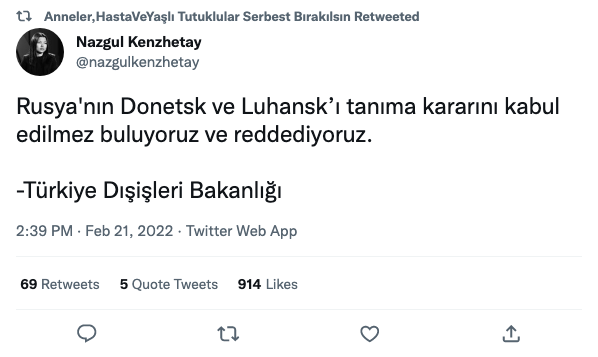 Anneler,HastaVeYaşlı Tutuklular Serbest Bırakılsın Retweeted
Nazgul Kenzhetay
@nazgulkenzhetay
Rusya'nın Donetsk ve Luhansk’ı tanıma kararını kabul
edilmez buluyoruz ve reddediyoruz.
-Türkiye Dışişleri Bakanlığı
2:39 PM · Feb 21, 2022 · Twitter Web App
69 Retweets 5 Quote Tweets 914 Likes